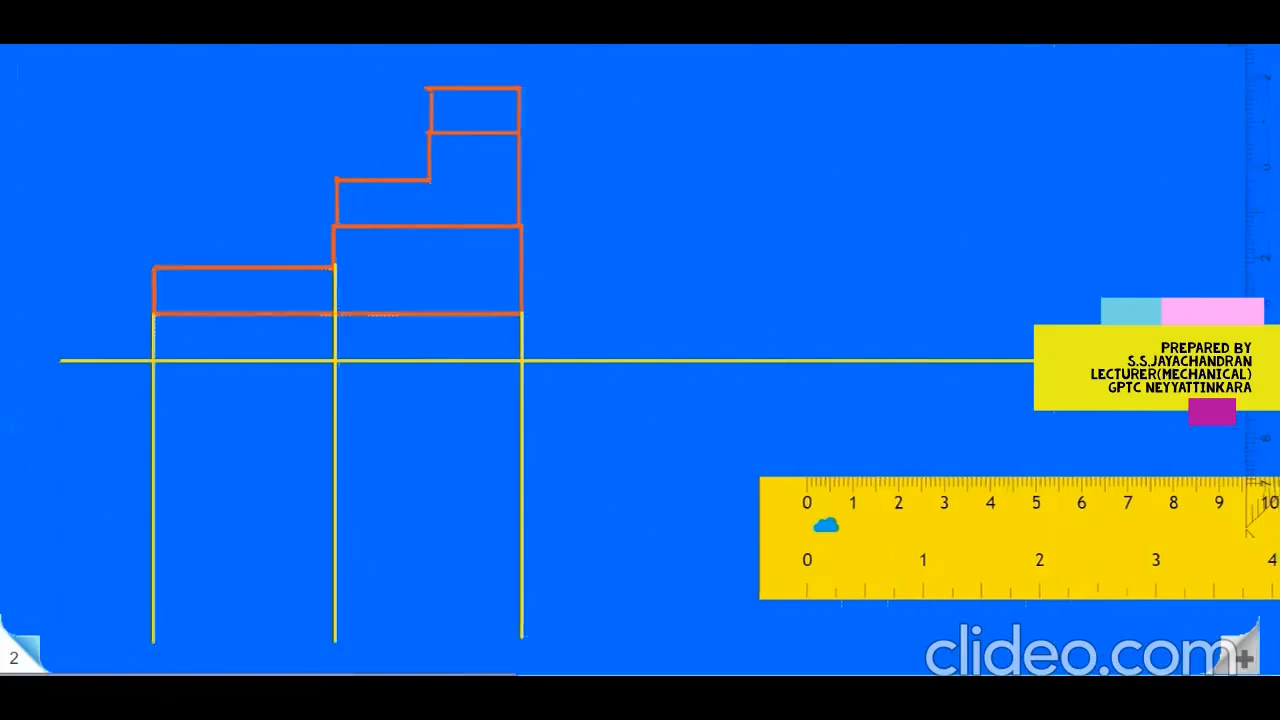 PREPARED BY
S.S.JAYACHANDRAN
LECTURER(MECHANICAL)
GPTC NEYYATTINKARA
0 1 2 3 4 5 6 7 8 9 10
0 1 2 3 4
clideo.com
2